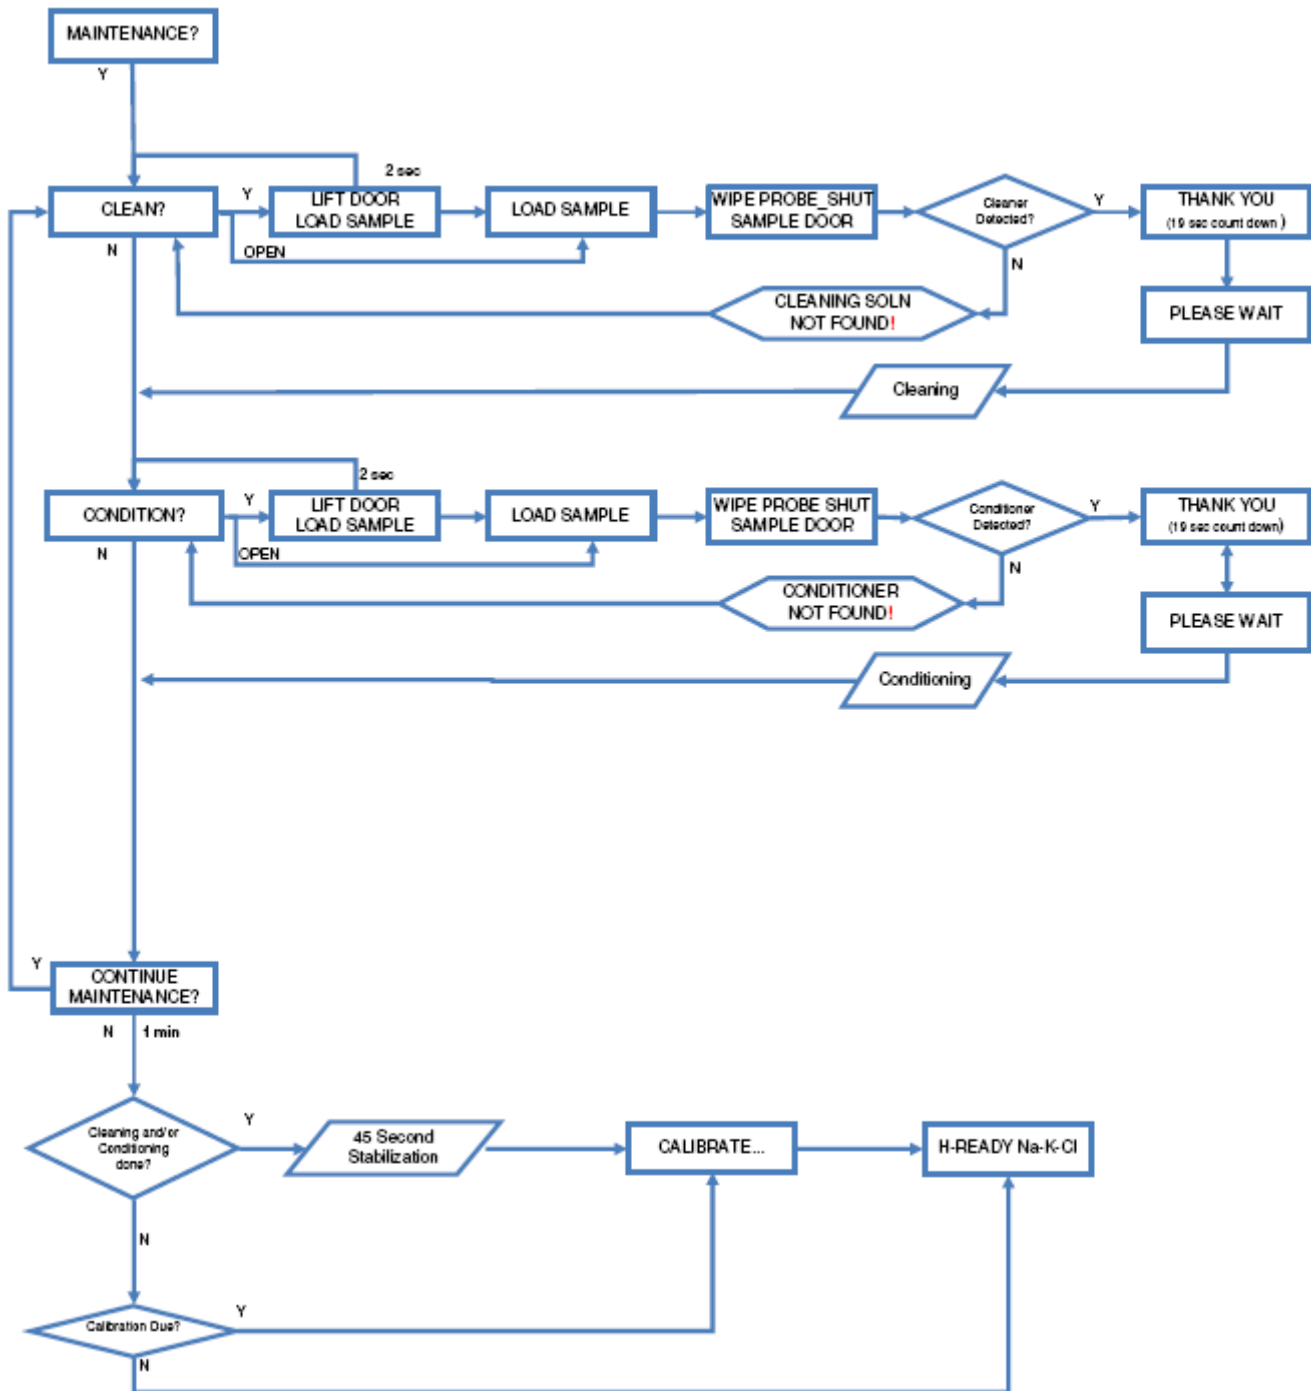 MAINTENANCE?
Y
2 sec
CLEAN?
Y
LIFT DOOR
LOAD SAMPLE
LOAD SAMPLE
WIPE PROBE_SHUT
SAMPLE DOOR
Cleaner
Detected?
Y
THANK YOU
(19 sec count down )
N
OPEN
N
CLEANING SOLN
NOT FOUND!
PLEASE WAIT
Cleaning
2 sec
CONDITION?
Y
LIFT DOOR
LOAD SAMPLE
LOAD SAMPLE
WIPE PROBE SHUT
SAMPLE DOOR
Conditioner
Detected?
Y
THANK YOU
(19 sec count down)
N
OPEN
N
CONDITIONER
NOT FOUND!
PLEASE WAIT
Conditioning
Y
CONTINUE
MAINTENANCE?
N
1 min
Cleaning and/or
Conditioning
done?
Y
45 Second
Stabilization
CALIBRATE...
H-READY Na-K-Cl
N
Calibration Due?
Y
N